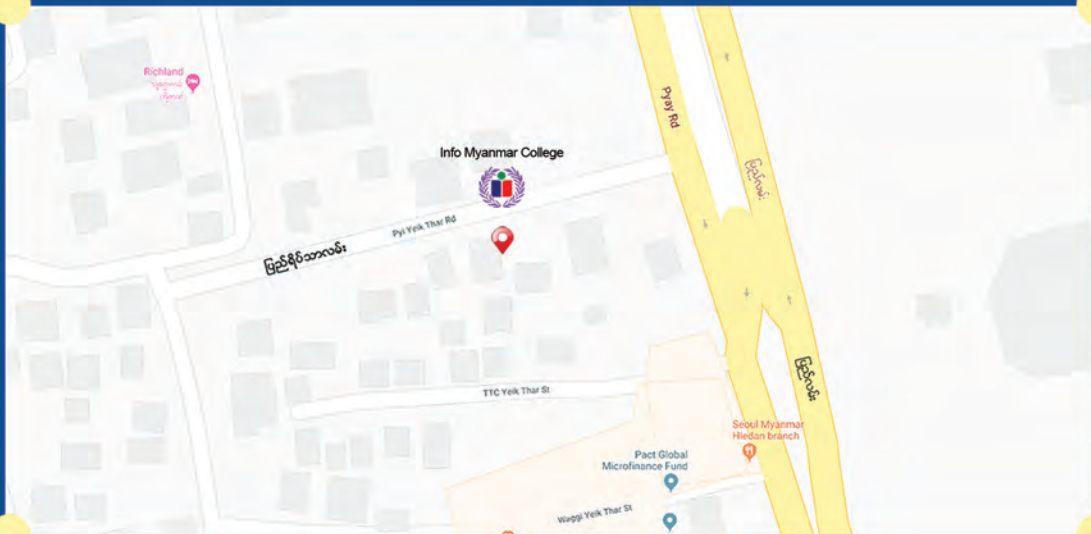 Richland
Pyay Rd
Info Myanmar College
ပြည်လမ်း
Pyi Yeik Thar Rd
ပြည်ရိပ်သာလမ်း
ပြည်လမ်း
TTC Yeik Thar St
Seoul Myanmar
Hledan branch
Pact Global
Microfinance Fund
Waggi Yeik Thar St